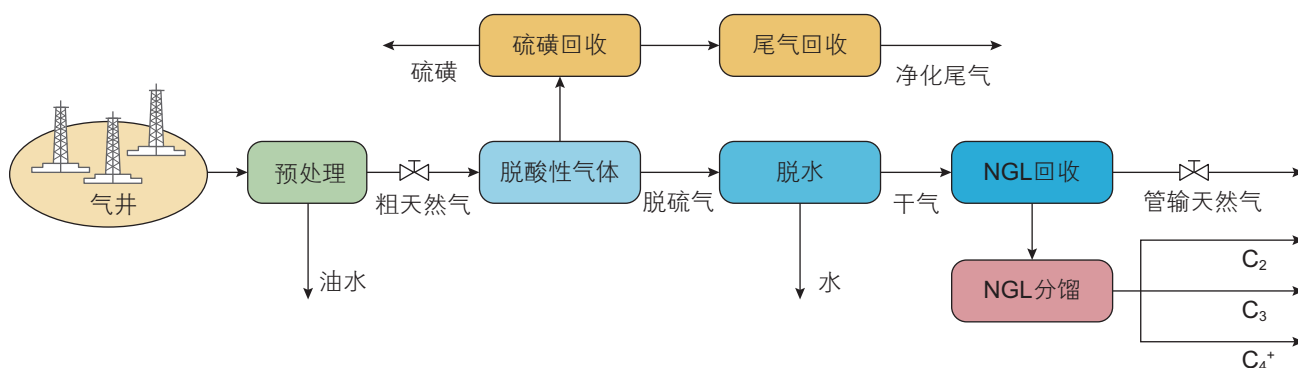 硫磺回收
尾气回收
硫磺
净化尾气
气井
预处理
粗天然气
脱酸性气体
脱硫气
脱水
干气
NGL回收
管输天然气
油水
水
NGL分馏
C₂
C₃
C₄⁺